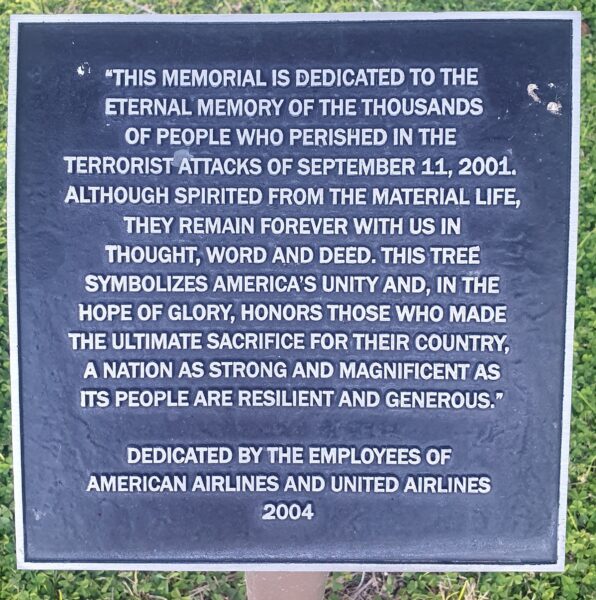 “THIS MEMORIAL IS DEDICATED TO THE
ETERNAL MEMORY OF THE THOUSANDS
OF PEOPLE WHO PERISHED IN THE
TERRORIST ATTACKS OF SEPTEMBER 11, 2001.
ALTHOUGH SPIRITED FROM THE MATERIAL LIFE,
THEY REMAIN FOREVER WITH US IN
THOUGHT, WORD AND DEED. THIS TREE
SYMBOLIZES AMERICA’S UNITY AND, IN THE
HOPE OF GLORY, HONORS THOSE WHO MADE
THE ULTIMATE SACRIFICE FOR THEIR COUNTRY,
A NATION AS STRONG AND MAGNIFICENT AS
ITS PEOPLE ARE RESILIENT AND GENEROUS.”
DEDICATED BY THE EMPLOYEES OF
AMERICAN AIRLINES AND UNITED AIRLINES
2004